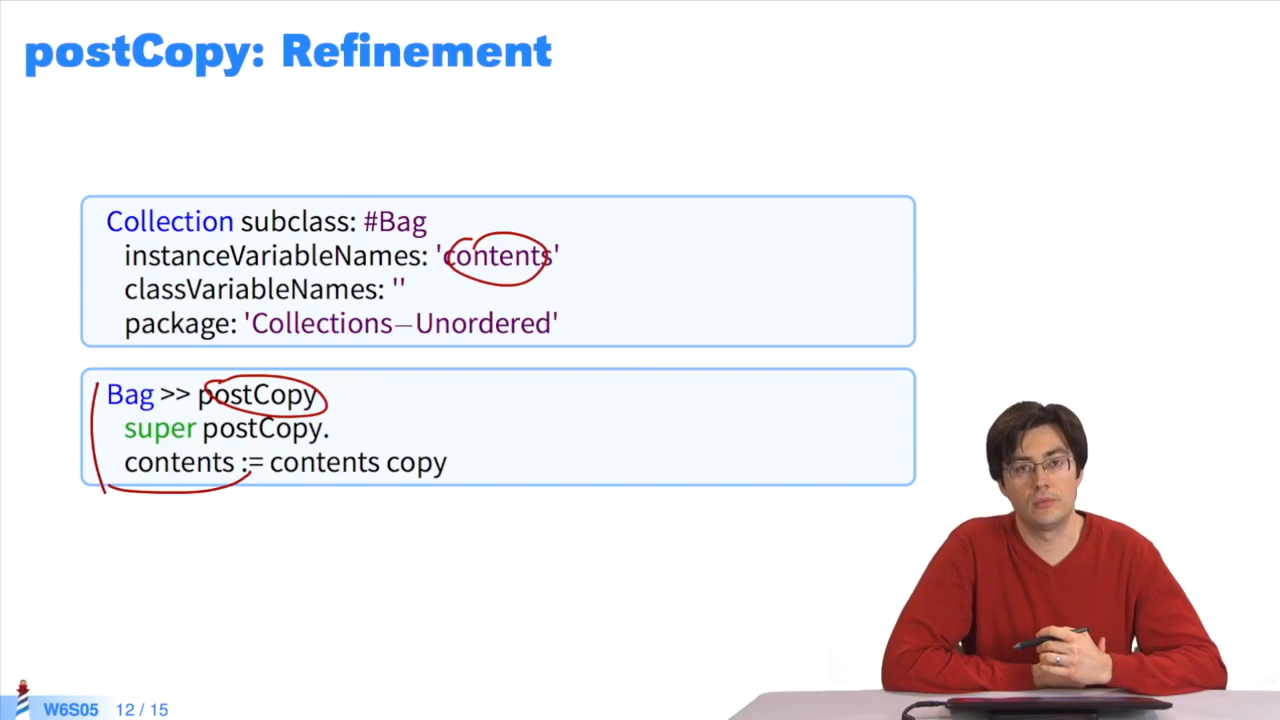 postCopy: Refinement
Collection subclass: #Bag
instanceVariableNames: 'contents'
classVariableNames: ''
package: 'Collections–Unordered'
Bag >> postCopy
super postCopy.
contents := contents copy
W6S05 12 / 15